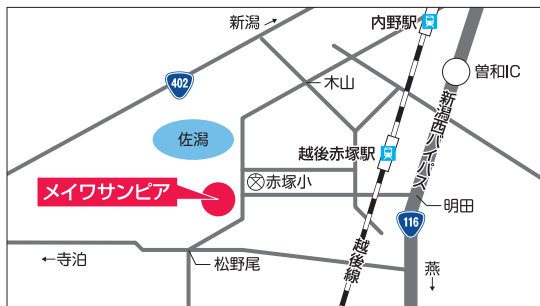 新潟
内野駅
402
木山
曽和IC
新潟西バイパス
佐潟
越後赤塚駅
赤塚小
メイワサンピア
明田
116
越後線
←寺泊
松野尾
燕